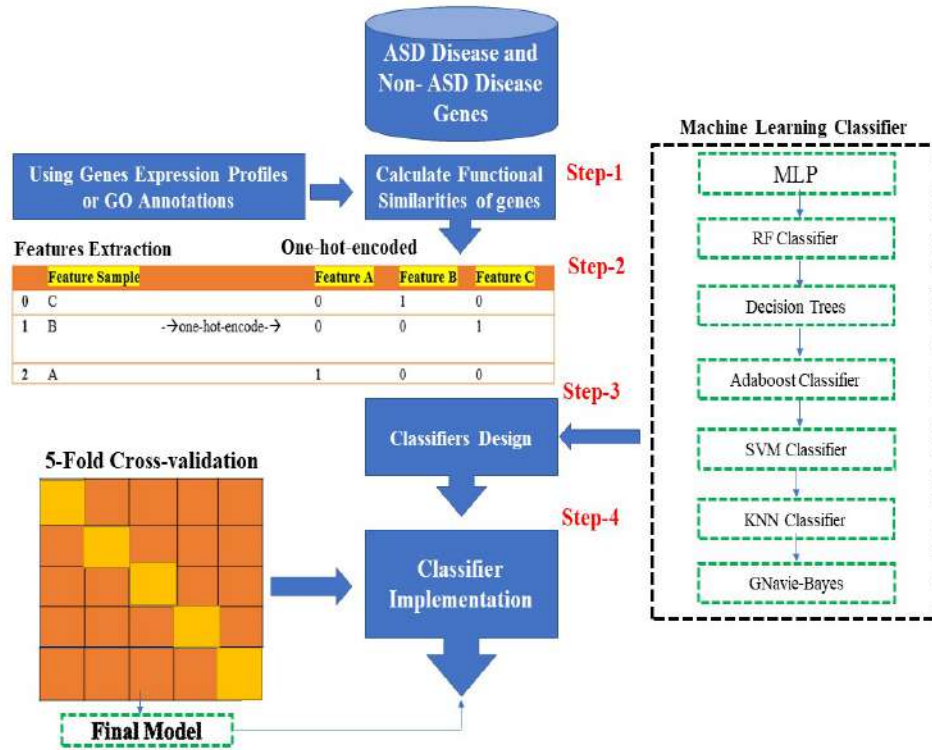 ASD Disease and
Non- ASD Disease
Genes
Using Genes Expression Profiles
or GO Annotations
Calculate Functional
Similarities of genes
Step-1
Features Extraction
One-hot-encoded
Step-2
Feature Sample Feature A Feature B Feature C
0 C 0 1 0
1 B -→one-hot-encode-→ 0 0 1
2 A 1 0 0
Step-3
Classifiers Design
5-Fold Cross-validation
Step-4
Classifier
Implementation
Final Model
Machine Learning Classifier
MLP
RF Classifier
Decision Trees
Adaboost Classifier
SVM Classifier
KNN Classifier
GNavie-Bayes